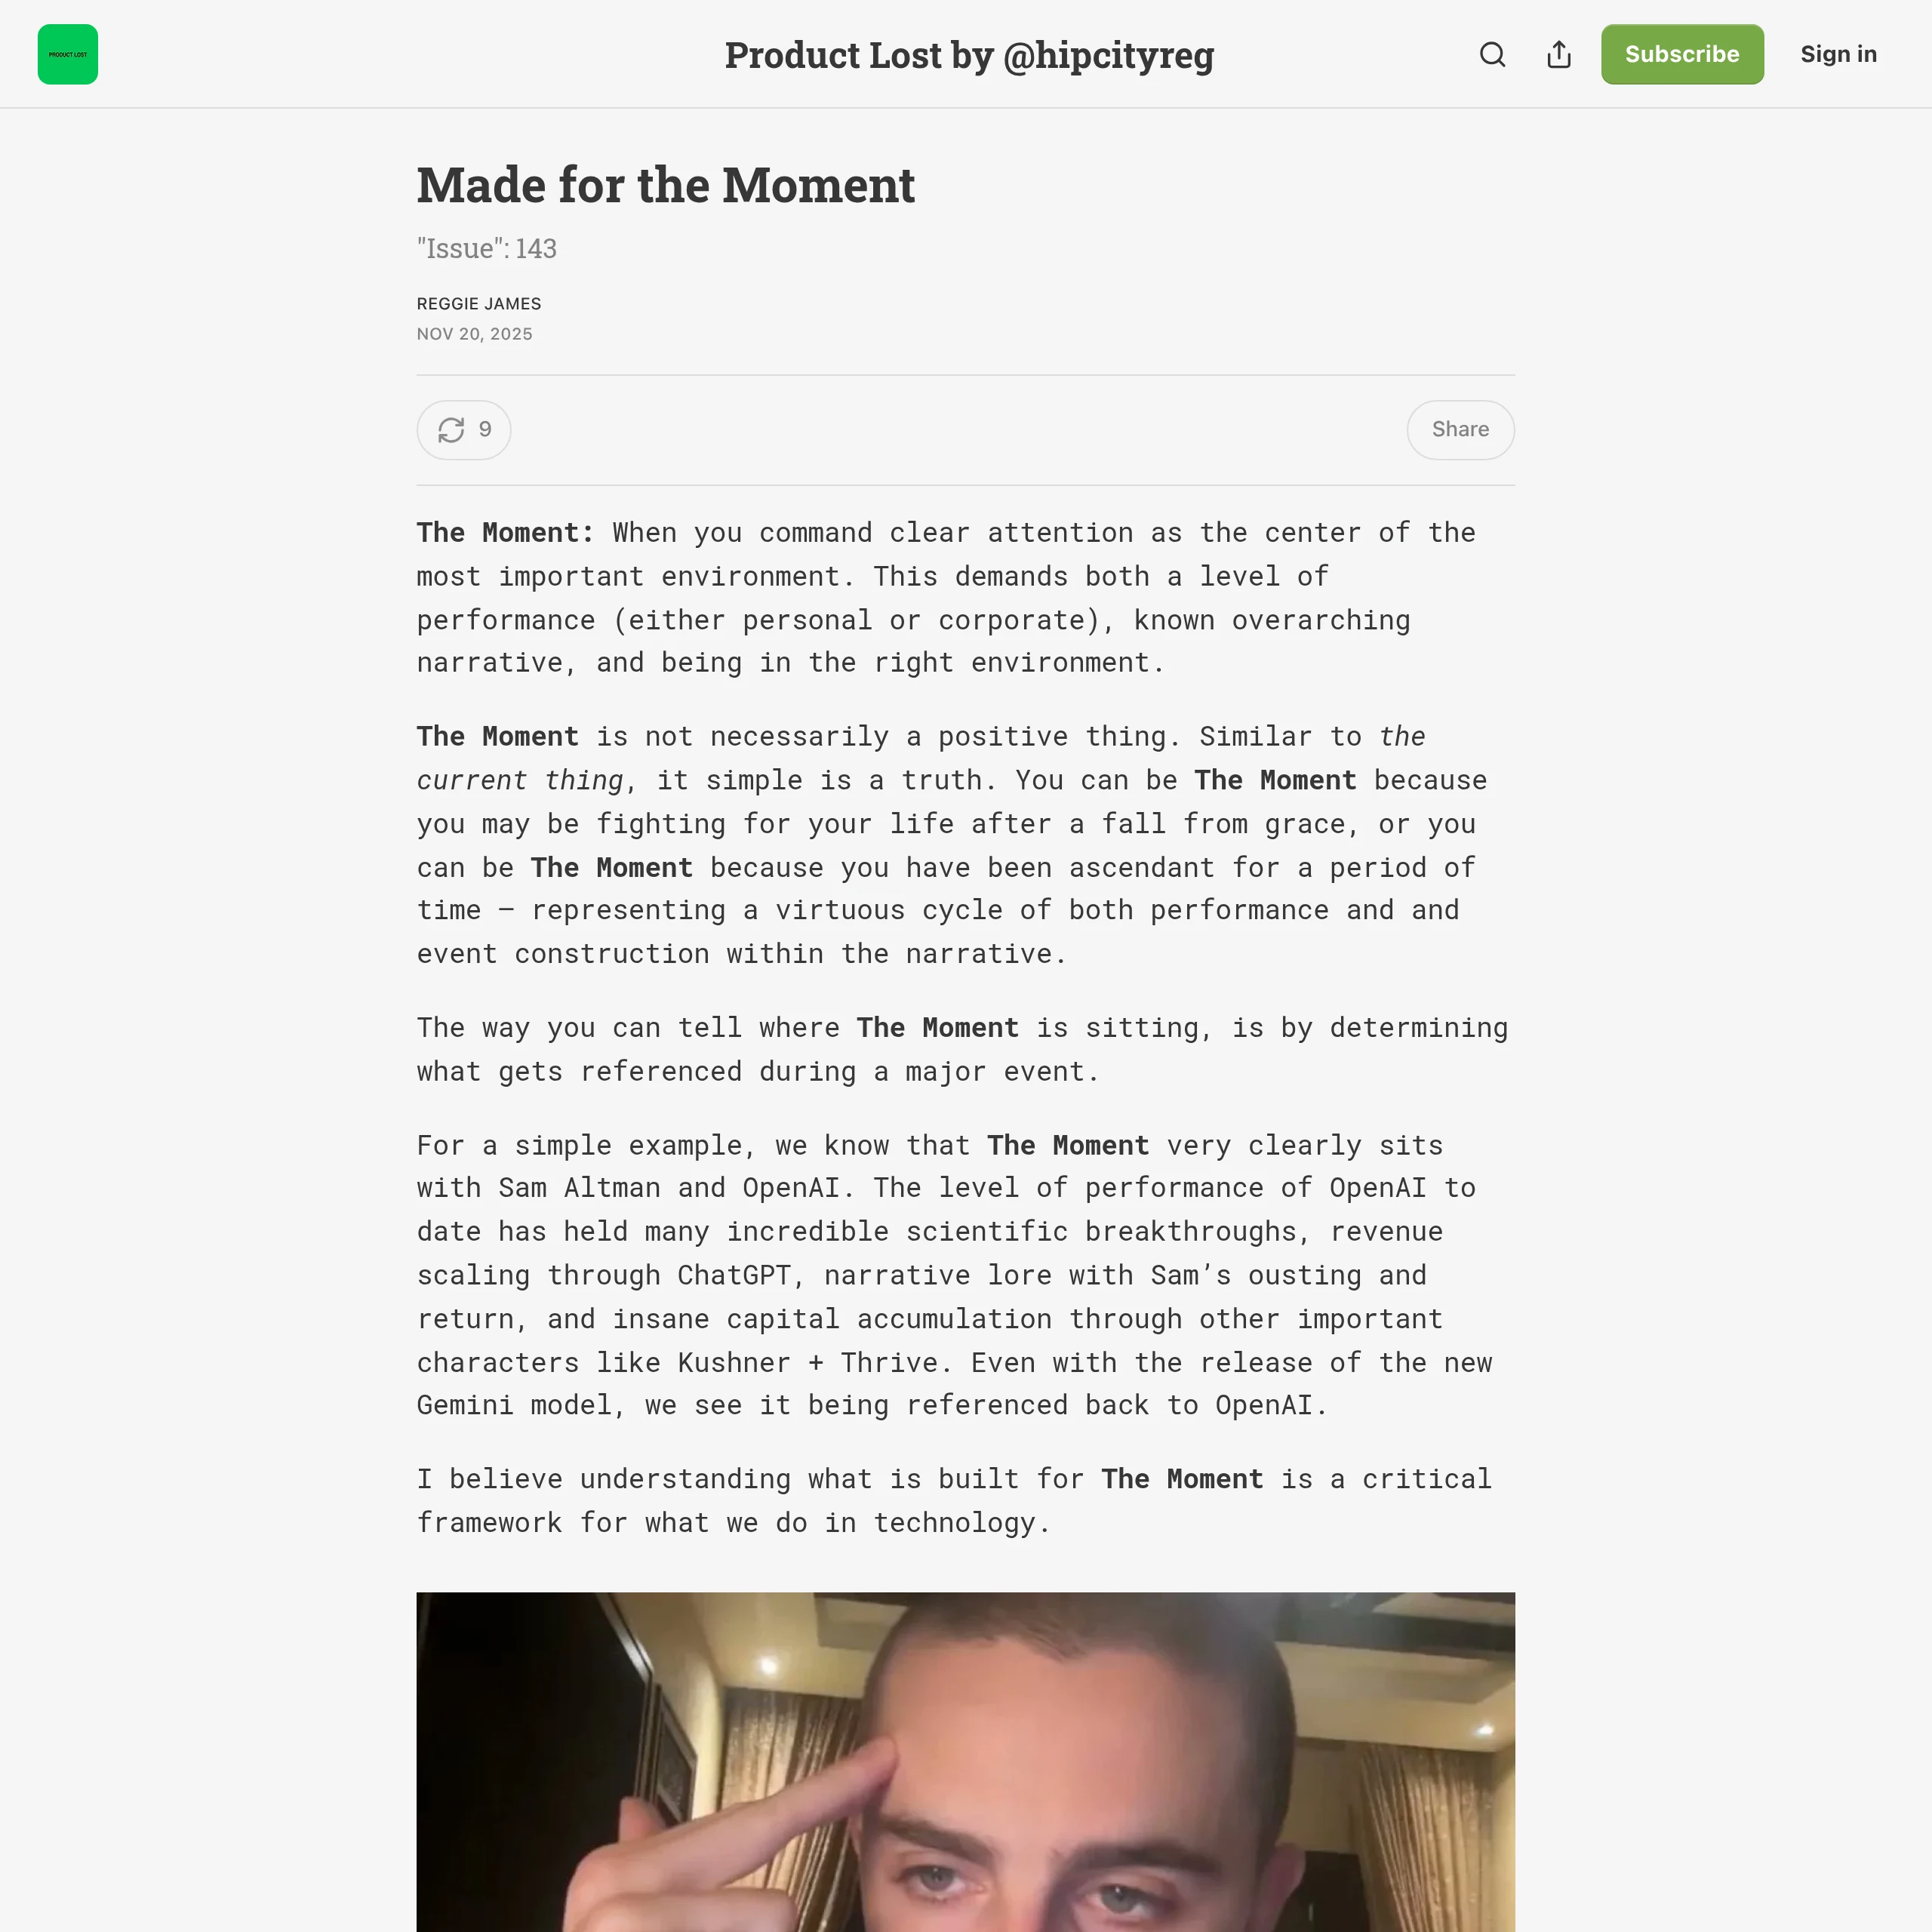 PRODUCT LOST
Product Lost by @hipcityreg
Subscribe
Sign in
Made for the Moment
"Issue": 143
REGGIE JAMES
NOV 20, 2025
9
Share
The Moment: When you command clear attention as the center of the
most important environment. This demands both a level of
performance (either personal or corporate), known overarching
narrative, and being in the right environment.
The Moment is not necessarily a positive thing. Similar to the
current thing, it simple is a truth. You can be The Moment because
you may be fighting for your life after a fall from grace, or you
can be The Moment because you have been ascendant for a period of
time — representing a virtuous cycle of both performance and and
event construction within the narrative.
The way you can tell where The Moment is sitting, is by determining
what gets referenced during a major event.
For a simple example, we know that The Moment very clearly sits
with Sam Altman and OpenAI. The level of performance of OpenAI to
date has held many incredible scientific breakthroughs, revenue
scaling through ChatGPT, narrative lore with Sam’s ousting and
return, and insane capital accumulation through other important
characters like Kushner + Thrive. Even with the release of the new
Gemini model, we see it being referenced back to OpenAI.
I believe understanding what is built for The Moment is a critical
framework for what we do in technology.